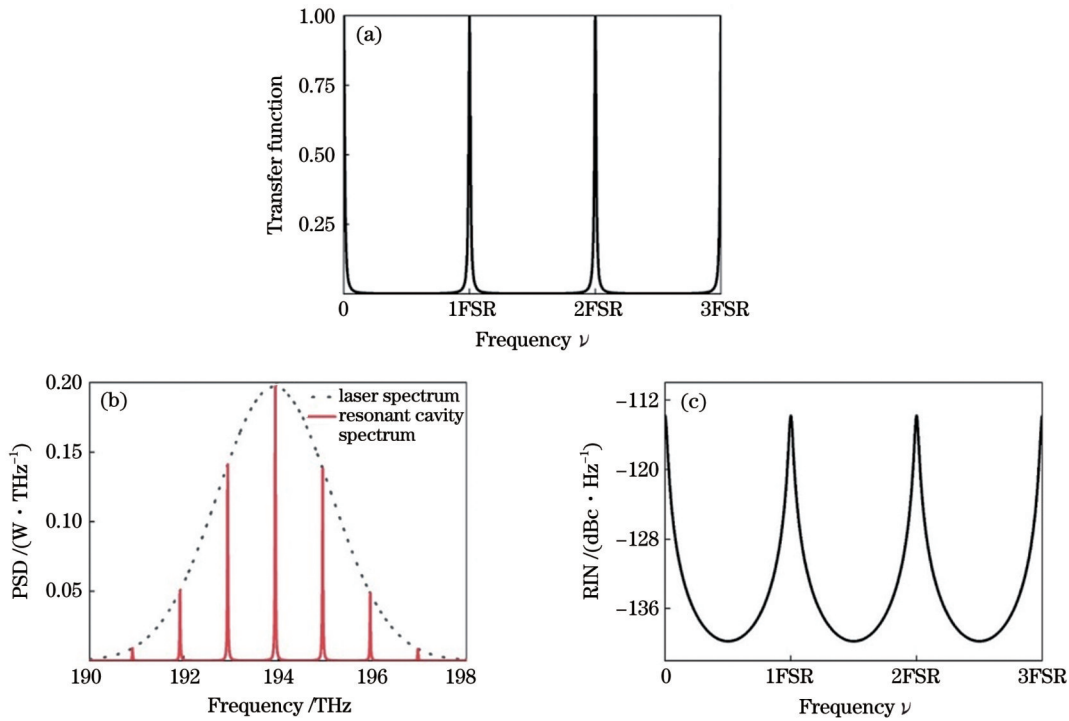 (a)
1.00
0.75
0.50
0.25
Transfer function
0 1FSR 2FSR 3FSR
Frequency ν
(b)
0.20
0.15
0.10
0.05
0
PSD /(W · THz⁻¹)
laser spectrum
resonant cavity
spectrum
190 192 194 196 198
Frequency /THz
(c)
−112
−120
−128
−136
RIN /(dBc · Hz⁻¹)
0 1FSR 2FSR 3FSR
Frequency ν